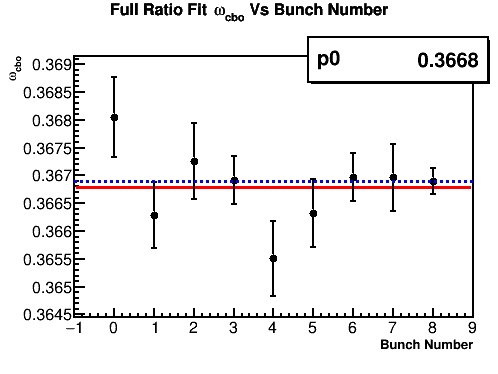 Full Ratio Fit ω_cbo Vs Bunch Number
p0 0.3668
ω_cbo
0.369
0.3685
0.368
0.3675
0.367
0.3665
0.366
0.3655
0.365
0.3645
−1 0 1 2 3 4 5 6 7 8 9
Bunch Number